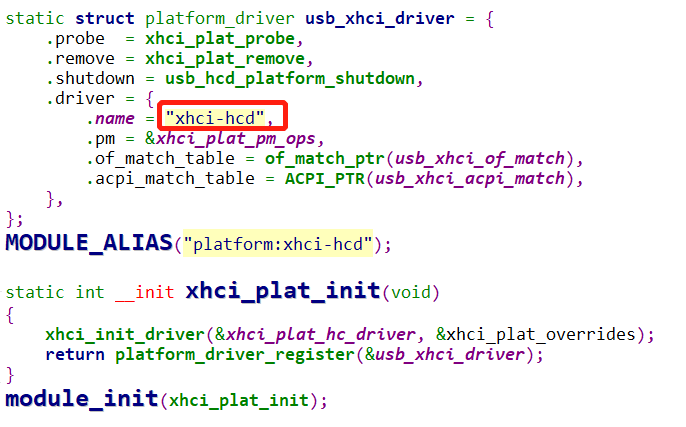 static struct platform_driver usb_xhci_driver = {
    .probe  = xhci_plat_probe,
    .remove = xhci_plat_remove,
    .shutdown = usb_hcd_platform_shutdown,
    .driver = {
        .name = "xhci-hcd",
        .pm = &xhci_plat_pm_ops,
        .of_match_table = of_match_ptr(usb_xhci_of_match),
        .acpi_match_table = ACPI_PTR(usb_xhci_acpi_match),
    },
};
MODULE_ALIAS("platform:xhci-hcd");

static int __init xhci_plat_init(void)
{
    xhci_init_driver(&xhci_plat_hc_driver, &xhci_plat_overrides);
    return platform_driver_register(&usb_xhci_driver);
}
module_init(xhci_plat_init);